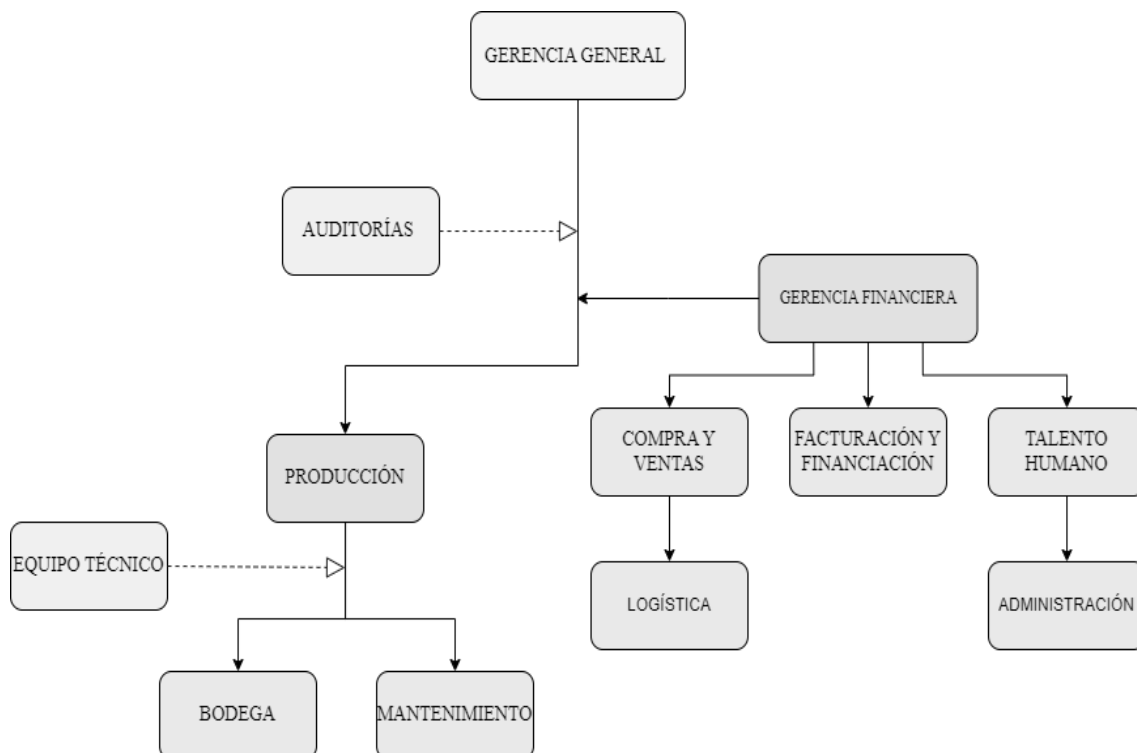 GERENCIA GENERAL
AUDITORÍAS
GERENCIA FINANCIERA
COMPRA Y
VENTAS
FACTURACIÓN Y
FINANCIACIÓN
TALENTO
HUMANO
PRODUCCIÓN
EQUIPO TÉCNICO
LOGÍSTICA
ADMINISTRACIÓN
BODEGA
MANTENIMIENTO